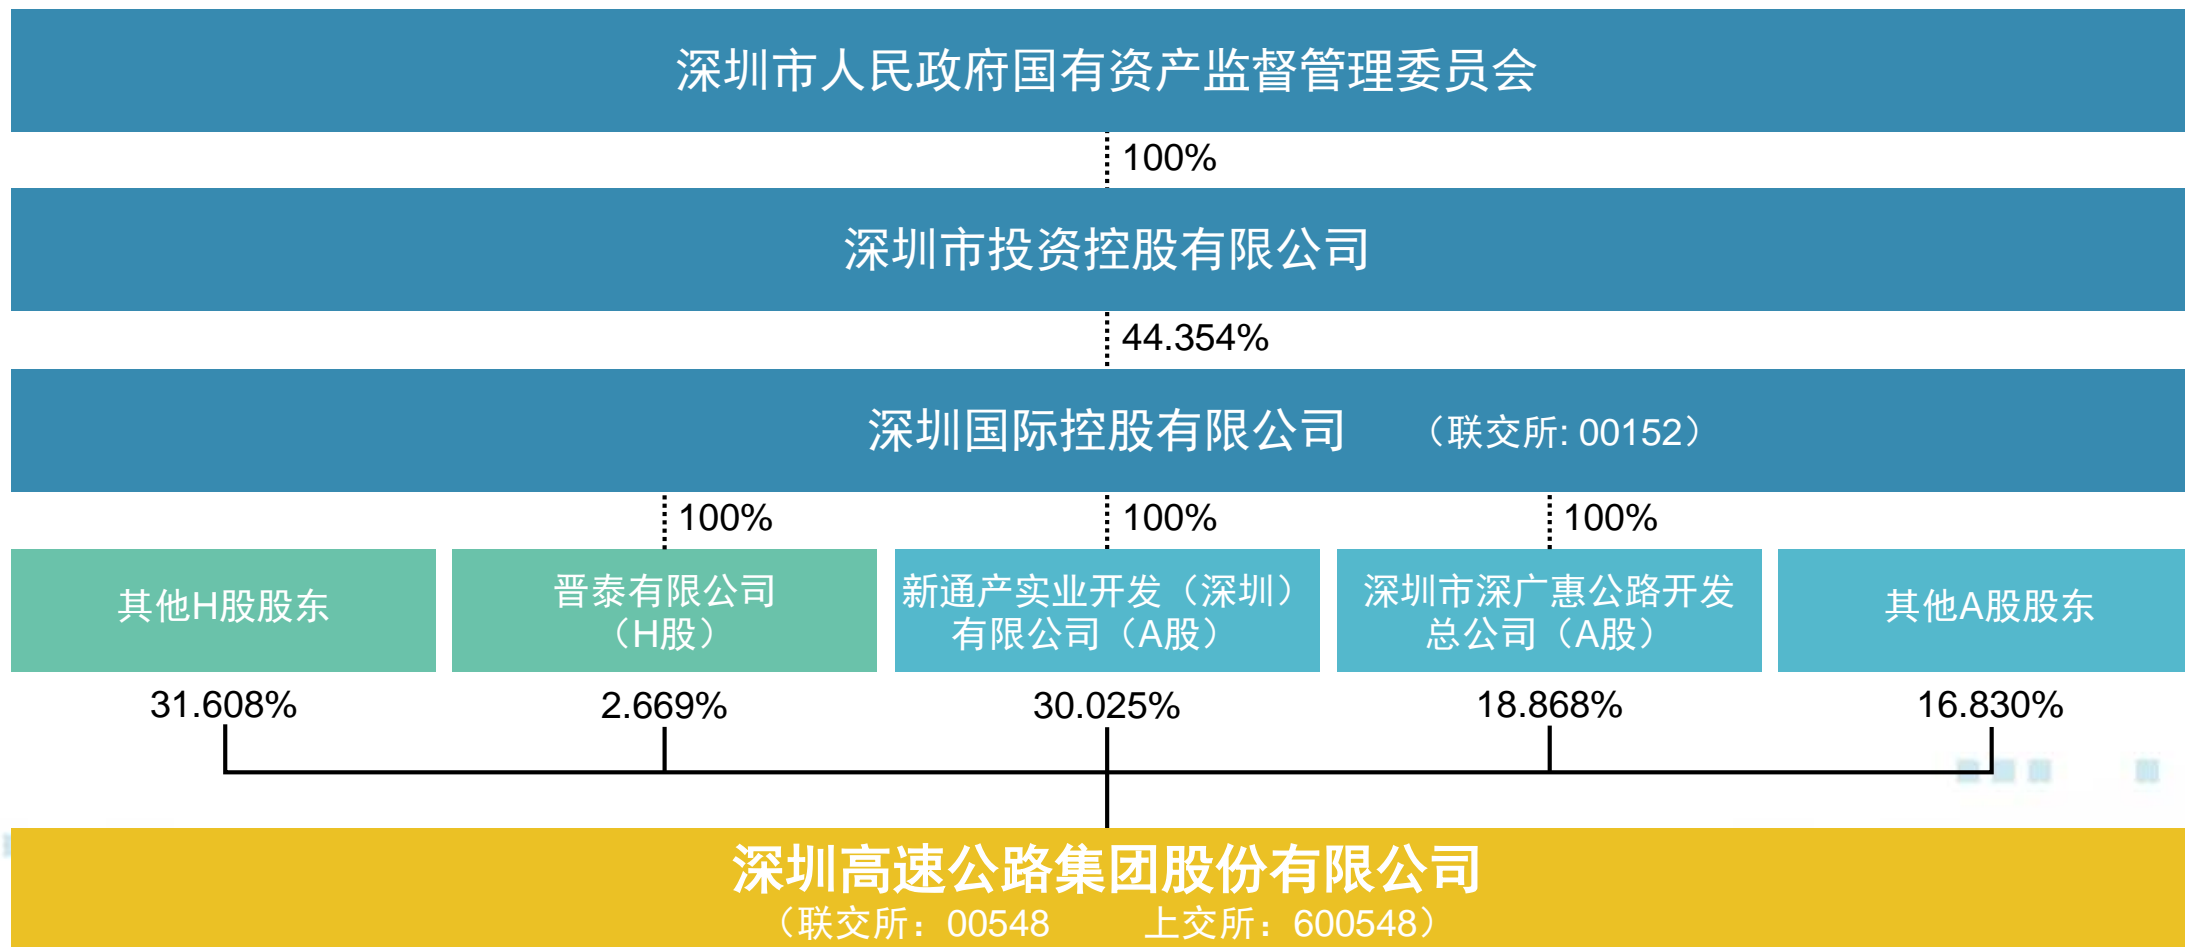 深圳市人民政府国有资产监督管理委员会
100%
深圳市投资控股有限公司
44.354%
深圳国际控股有限公司 （联交所: 00152）
100% 100% 100%
其他H股股东
晋泰有限公司
（H股）
新通产实业开发（深圳）
有限公司（A股）
深圳市深广惠公路开发
总公司（A股）
其他A股股东
31.608% 2.669% 30.025% 18.868% 16.830%
深圳高速公路集团股份有限公司
（联交所：00548 上交所：600548）